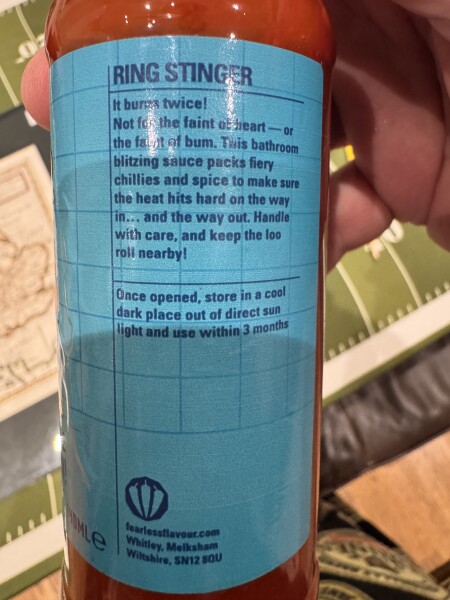 RING STINGER
It burns twice!
Not for the faint of heart — or
the faint of bum. This bathroom
blitzing sauce packs fiery
chillies and spice to make sure
the heat hits hard on the way
in... and the way out. Handle
with care, and keep the loo
roll nearby!
Once opened, store in a cool
dark place out of direct sun
light and use within 3 months
fearlessflavour.com
Whitley, Melksham
Wiltshire, SN12 8QU